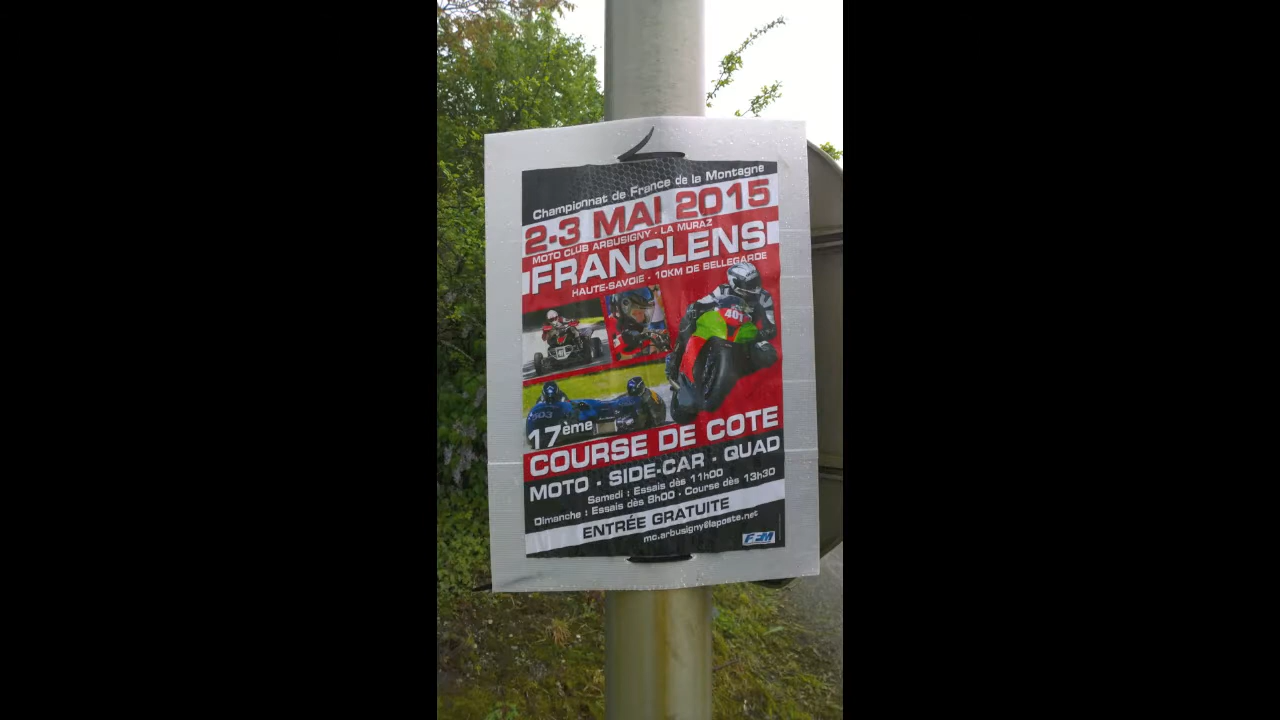 Championnat de France de la Montagne
2-3 MAI 2015
MOTO CLUB ARBUSIGNY - LA MURAZ
FRANCLENS
HAUTE-SAVOIE - 10KM DE BELLEGARDE
401
17ème
COURSE DE COTE
MOTO - SIDE-CAR - QUAD
Samedi : Essais dès 11h00
Dimanche : Essais dès 8h00 - Course dès 13h30
ENTRÉE GRATUITE
mc.arbusigny@laposte.net
FFM